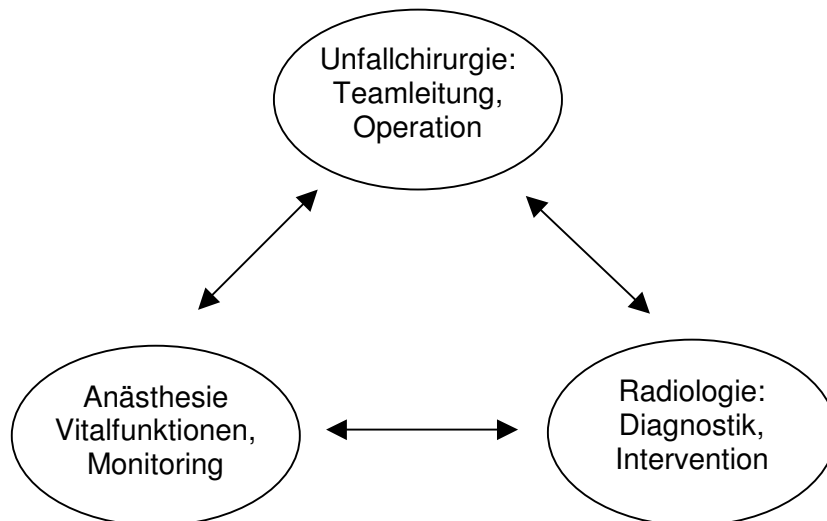 Unfallchirurgie:
Teamleitung,
Operation
Anästhesie
Vitalfunktionen,
Monitoring
Radiologie:
Diagnostik,
Intervention